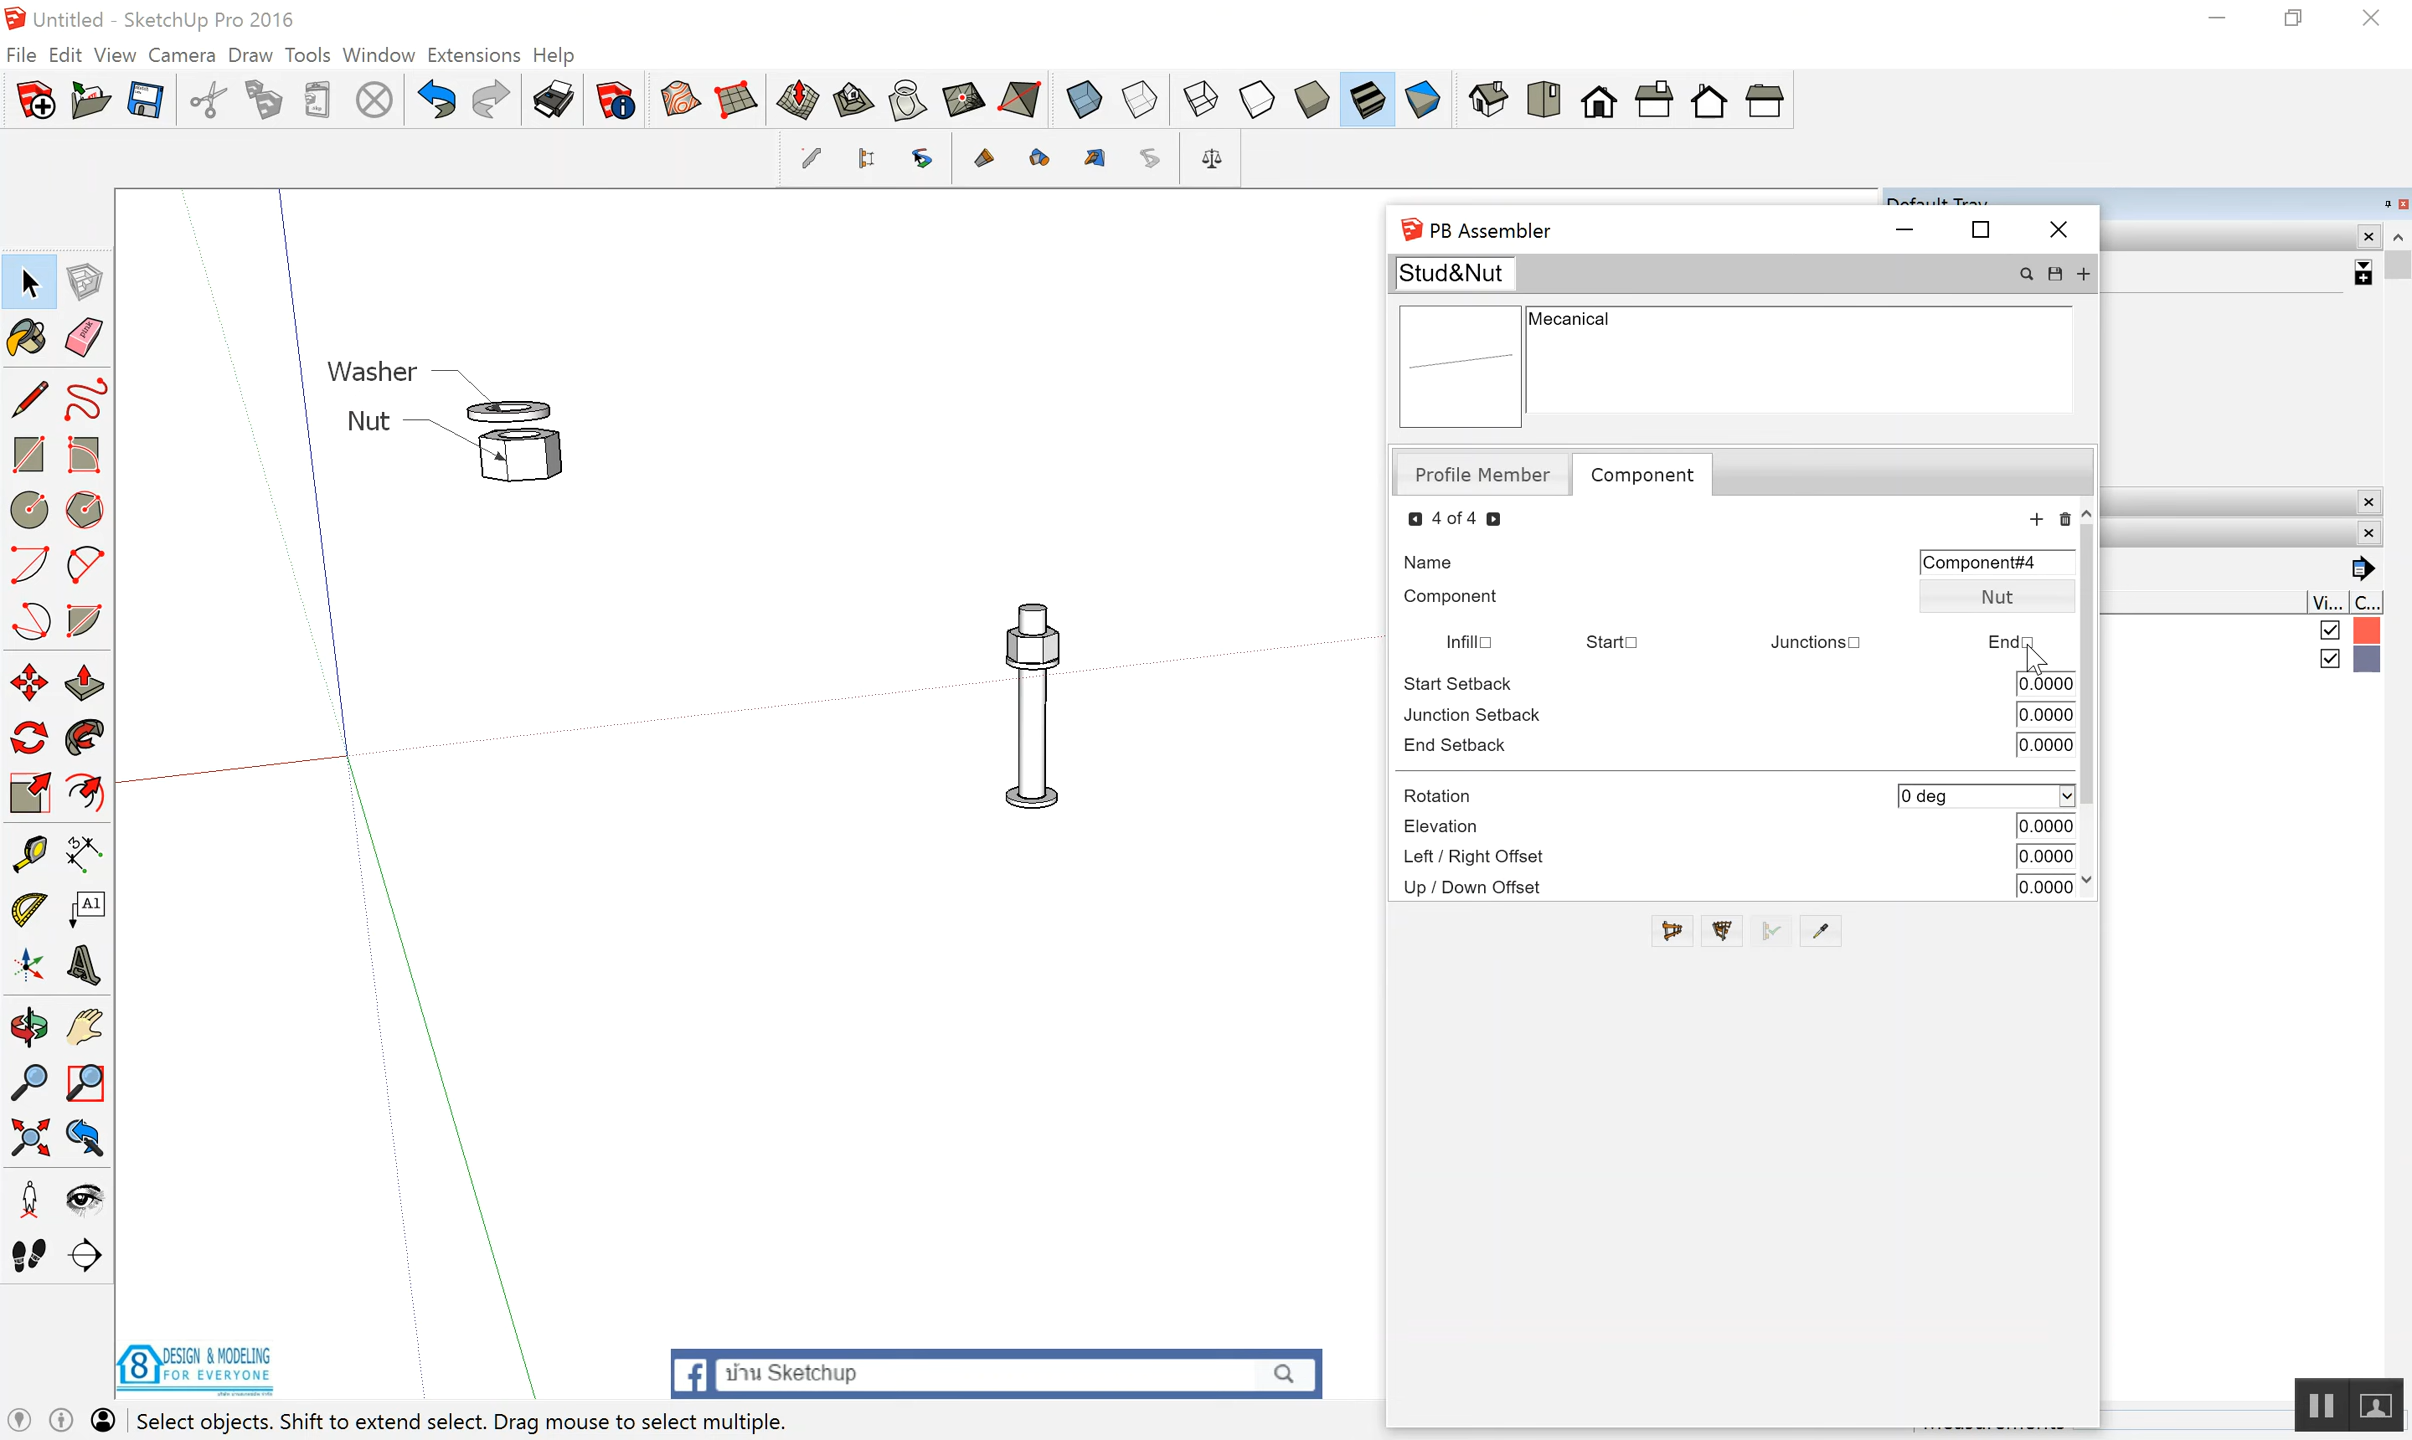 Untitled - SketchUp Pro 2016
File Edit View Camera Draw Tools Window Extensions Help
Default Tray
PB Assembler
Stud&Nut
Mecanical
Washer
Nut
Profile Member Component
4 of 4
Name Component#4
Component Nut
Infill Start Junctions End
Vi... C...
Start Setback 0.0000
Junction Setback 0.0000
End Setback 0.0000
Rotation 0 deg
Elevation 0.0000
Left / Right Offset 0.0000
Up / Down Offset 0.0000
A1
8 DESIGN & MODELING
FOR EVERYONE
บ้าน Sketchup
Select objects. Shift to extend select. Drag mouse to select multiple.
Measurements